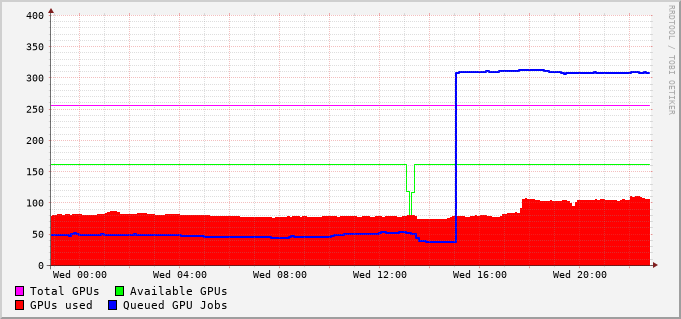 400
350
300
250
200
150
100
50
0
Wed 00:00 Wed 04:00 Wed 08:00 Wed 12:00 Wed 16:00 Wed 20:00
Total GPUs Available GPUs
GPUs used Queued GPU Jobs
RRDTOOL / TOBI OETIKER